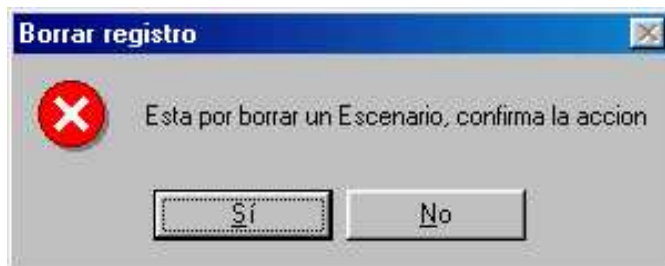 Borrar registro
Esta por borrar un Escenario, confirma la accion
Sí No